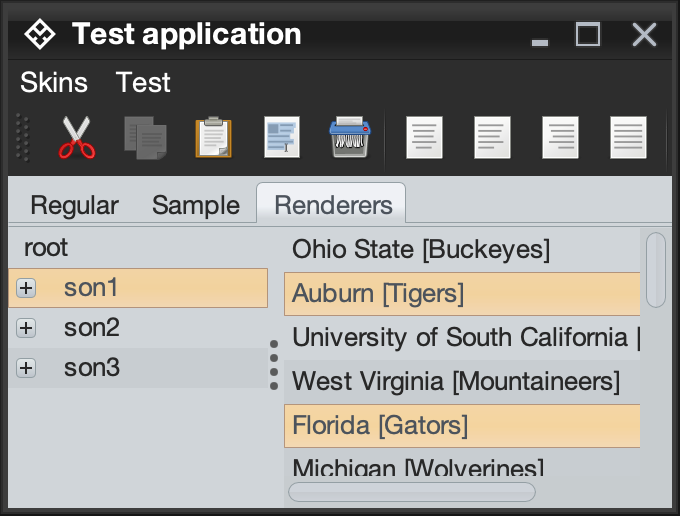 Test application
Skins Test
Regular Sample Renderers
root
son1
son2
son3
Ohio State [Buckeyes]
Auburn [Tigers]
University of South California [
West Virginia [Mountaineers]
Florida [Gators]
Michigan [Wolverines]